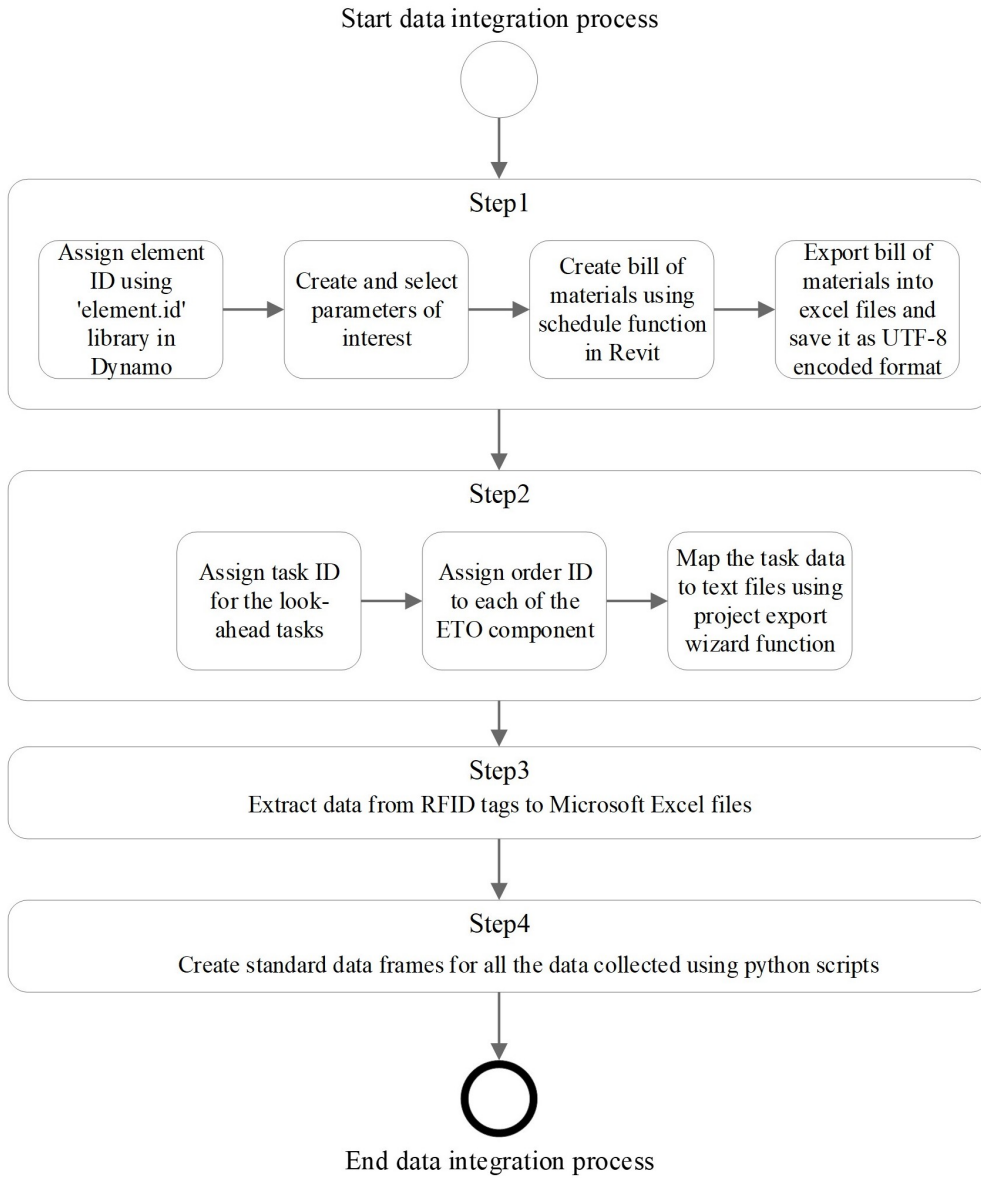 Start data integration process
Step1
Assign element
ID using
'element.id'
library in
Dynamo
Create and select
parameters of
interest
Create bill of
materials using
schedule function
in Revit
Export bill of
materials into
excel files and
save it as UTF-8
encoded format
Step2
Assign task ID
for the look-
ahead tasks
Assign order ID
to each of the
ETO component
Map the task data
to text files using
project export
wizard function
Step3
Extract data from RFID tags to Microsoft Excel files
Step4
Create standard data frames for all the data collected using python scripts
End data integration process